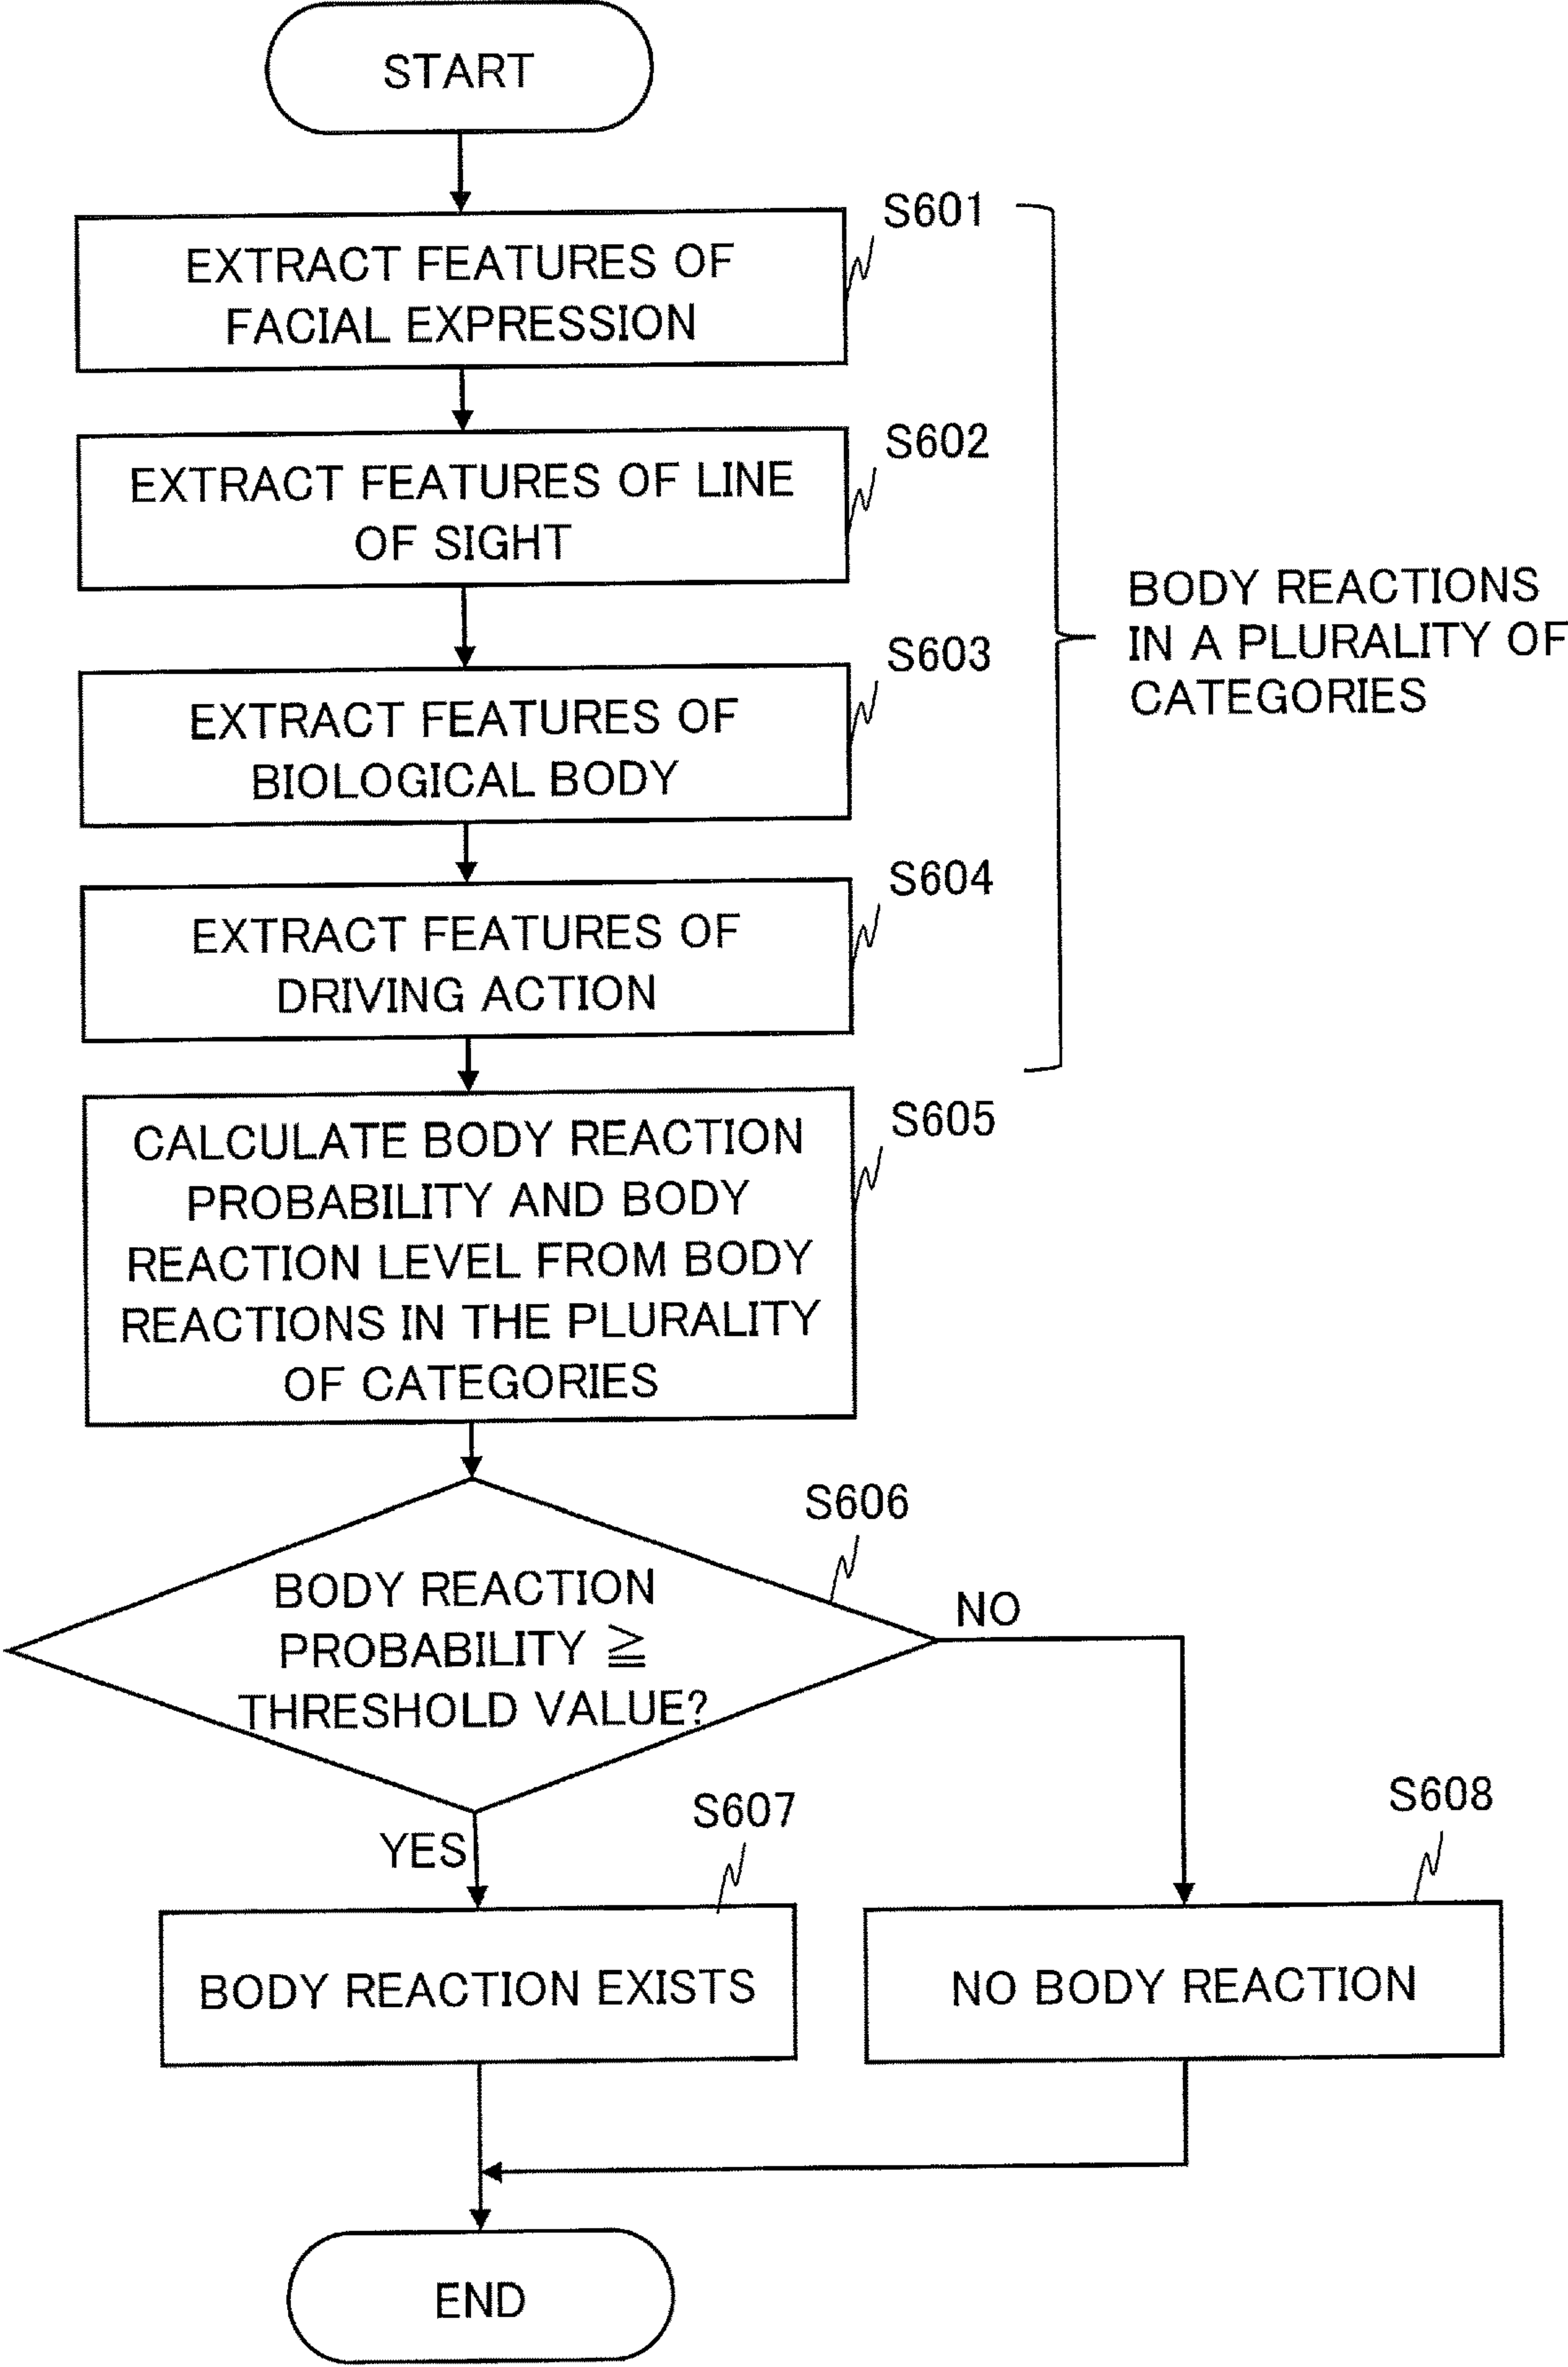 START
S601
EXTRACT FEATURES OF
FACIAL EXPRESSION
S602
EXTRACT FEATURES OF LINE
OF SIGHT
S603
EXTRACT FEATURES OF
BIOLOGICAL BODY
S604
EXTRACT FEATURES OF
DRIVING ACTION
BODY REACTIONS
IN A PLURALITY OF
CATEGORIES
S605
CALCULATE BODY REACTION
PROBABILITY AND BODY
REACTION LEVEL FROM BODY
REACTIONS IN THE PLURALITY
OF CATEGORIES
S606
BODY REACTION
PROBABILITY ≧
THRESHOLD VALUE?
NO
YES
S607
BODY REACTION EXISTS
S608
NO BODY REACTION
END